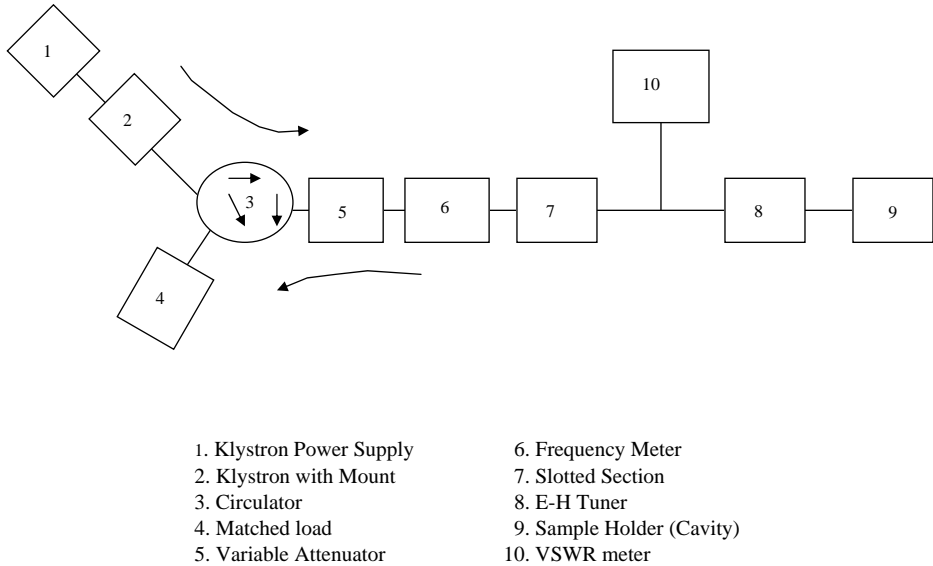 1
2
3
4
5
6
7
8
9
10
1. Klystron Power Supply
2. Klystron with Mount
3. Circulator
4. Matched load
5. Variable Attenuator
6. Frequency Meter
7. Slotted Section
8. E-H Tuner
9. Sample Holder (Cavity)
10. VSWR meter